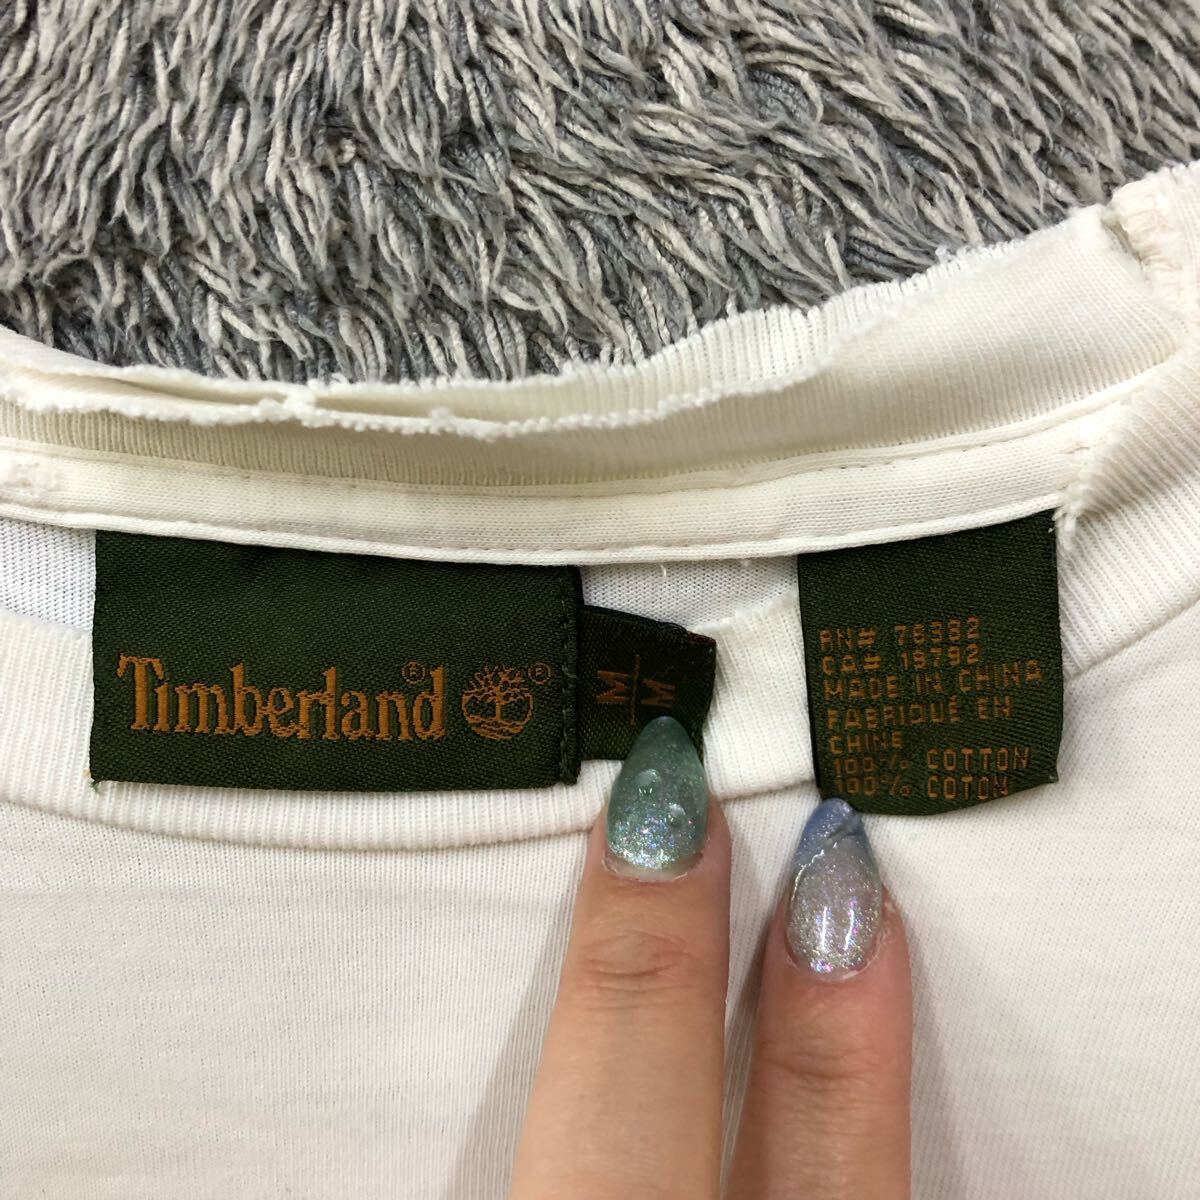 Timberland® ®
M
M
RN# 76382
CA# 19792
MADE IN CHINA
FABRIQUÉ EN
CHINE
100% COTTON
100% COTON